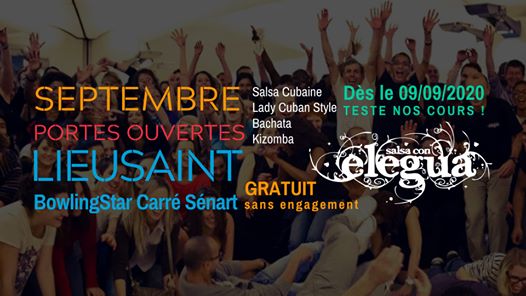 SEPTEMBRE
PORTES OUVERTES
LIEUSAINT
BowlingStar Carré Sénart
Salsa Cubaine
Lady Cuban Style
Bachata
Kizomba
GRATUIT
sans engagement
Dès le 09/09/2020
TESTE NOS COURS !
salsa con
elegua